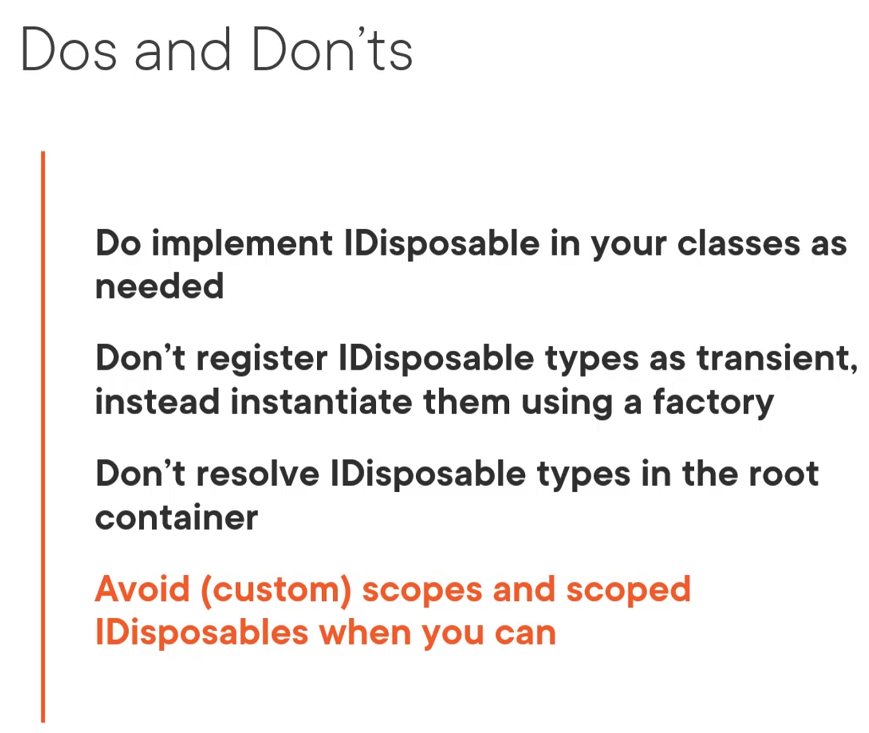 Dos and Don’ts
Do implement IDisposable in your classes as
needed
Don’t register IDisposable types as transient,
instead instantiate them using a factory
Don’t resolve IDisposable types in the root
container
Avoid (custom) scopes and scoped
IDisposables when you can